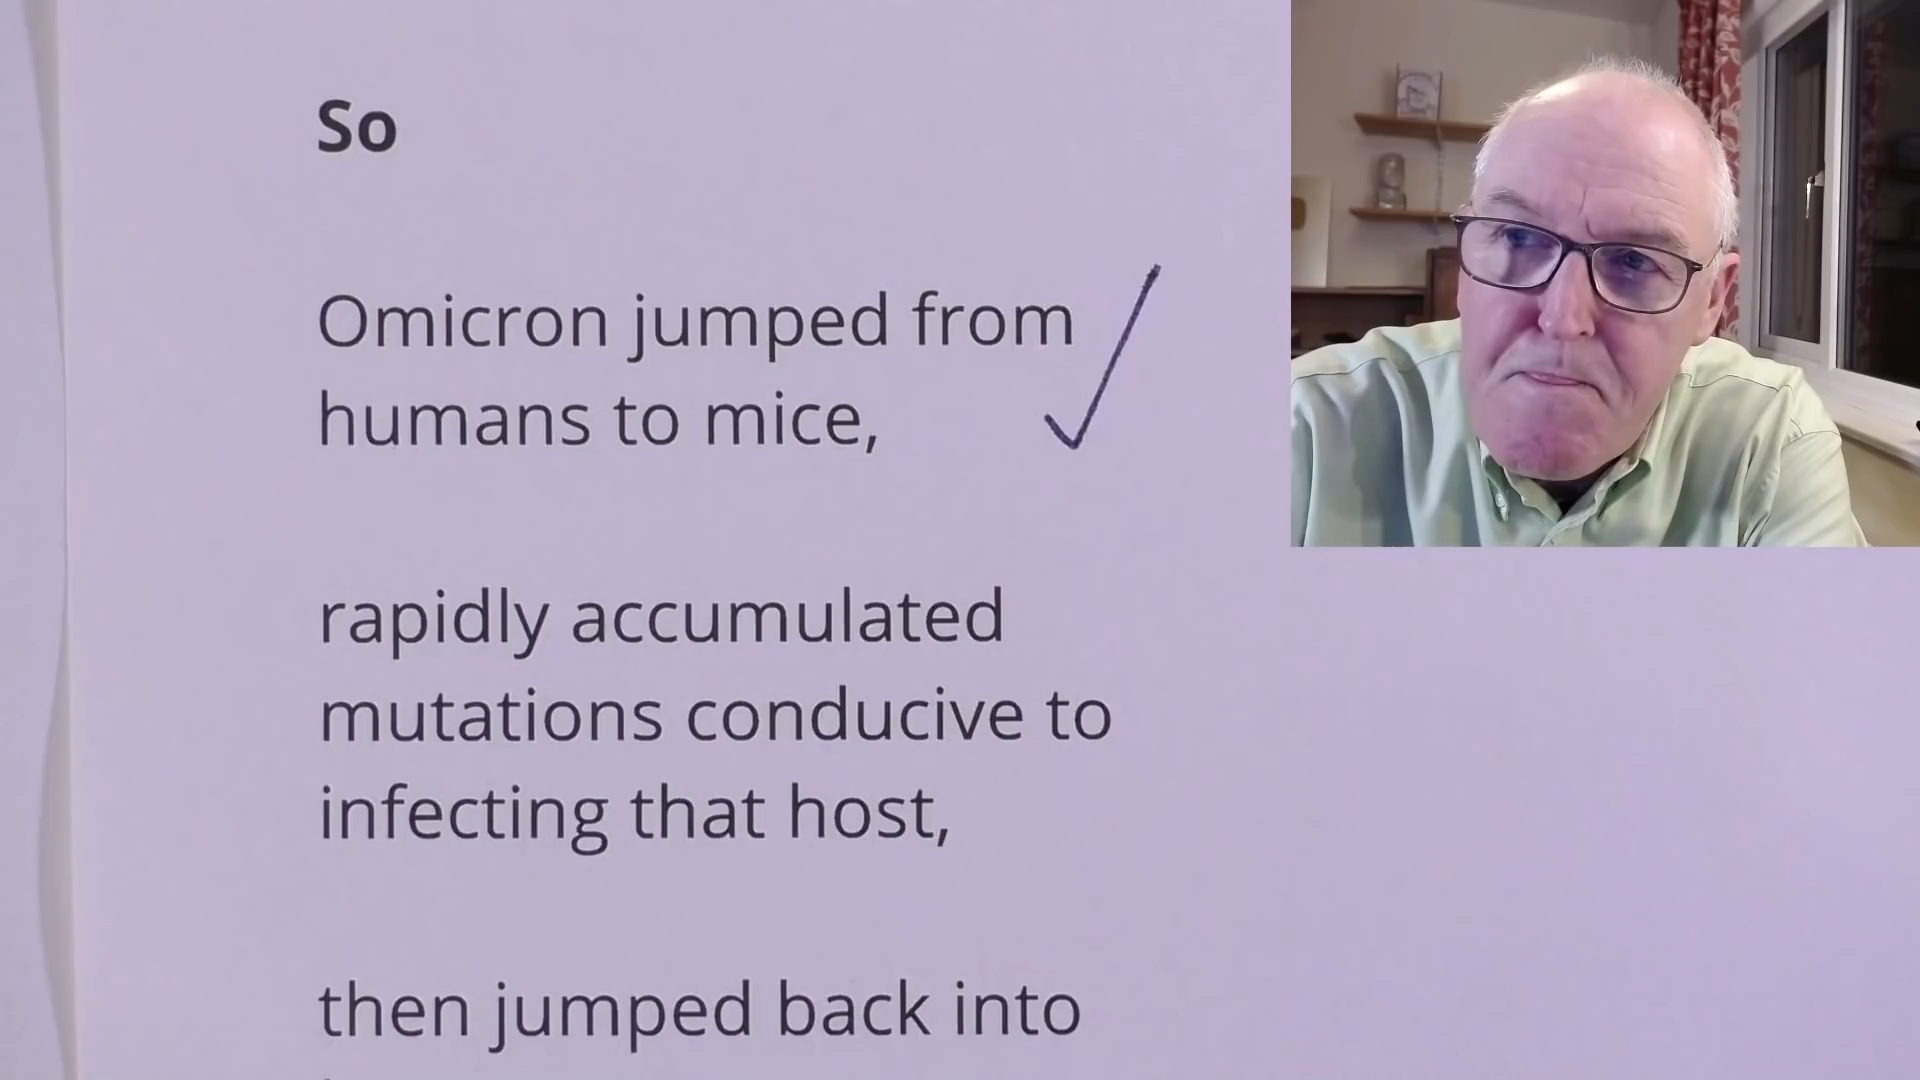 So
Omicron jumped from
humans to mice,
rapidly accumulated
mutations conducive to
infecting that host,
then jumped back into